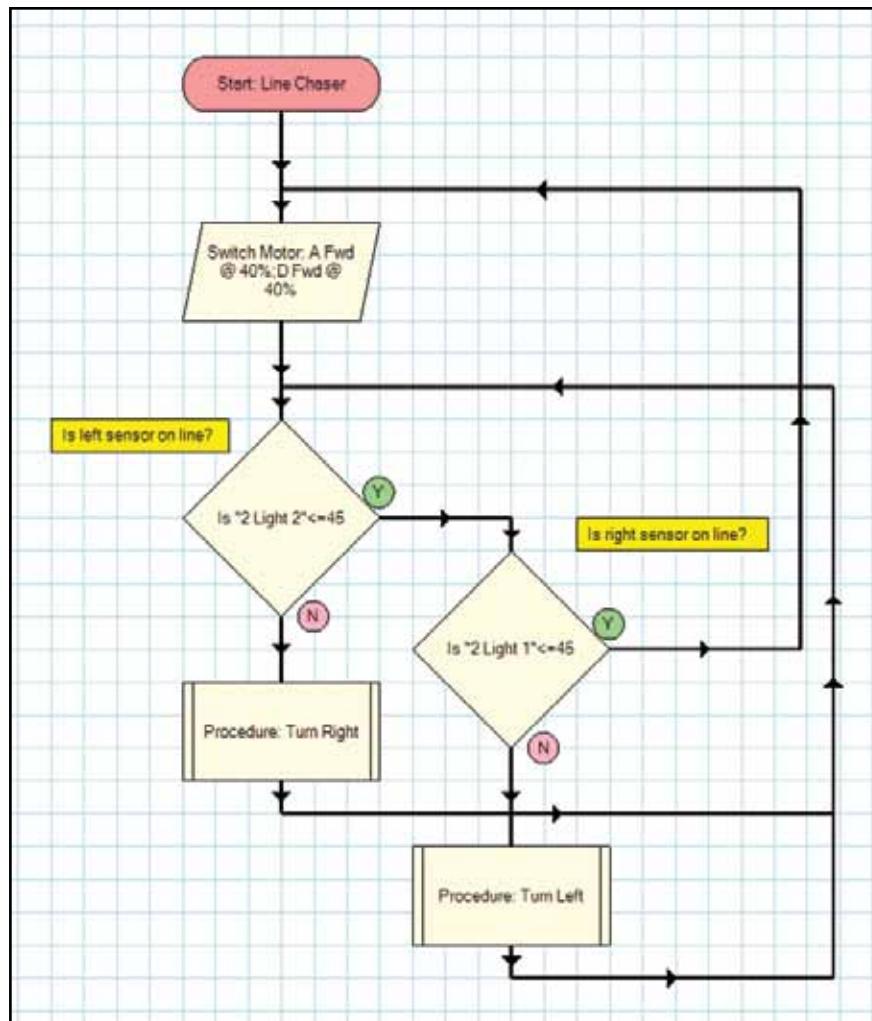 Start: Line Chaser
Switch Motor: A Fwd
@ 40%;D Fwd @
40%
Is left sensor on line?
Is "2 Light 2"<=45
Y
N
Is right sensor on line?
Is "2 Light 1"<=45
Y
N
Procedure: Turn Right
Procedure: Turn Left